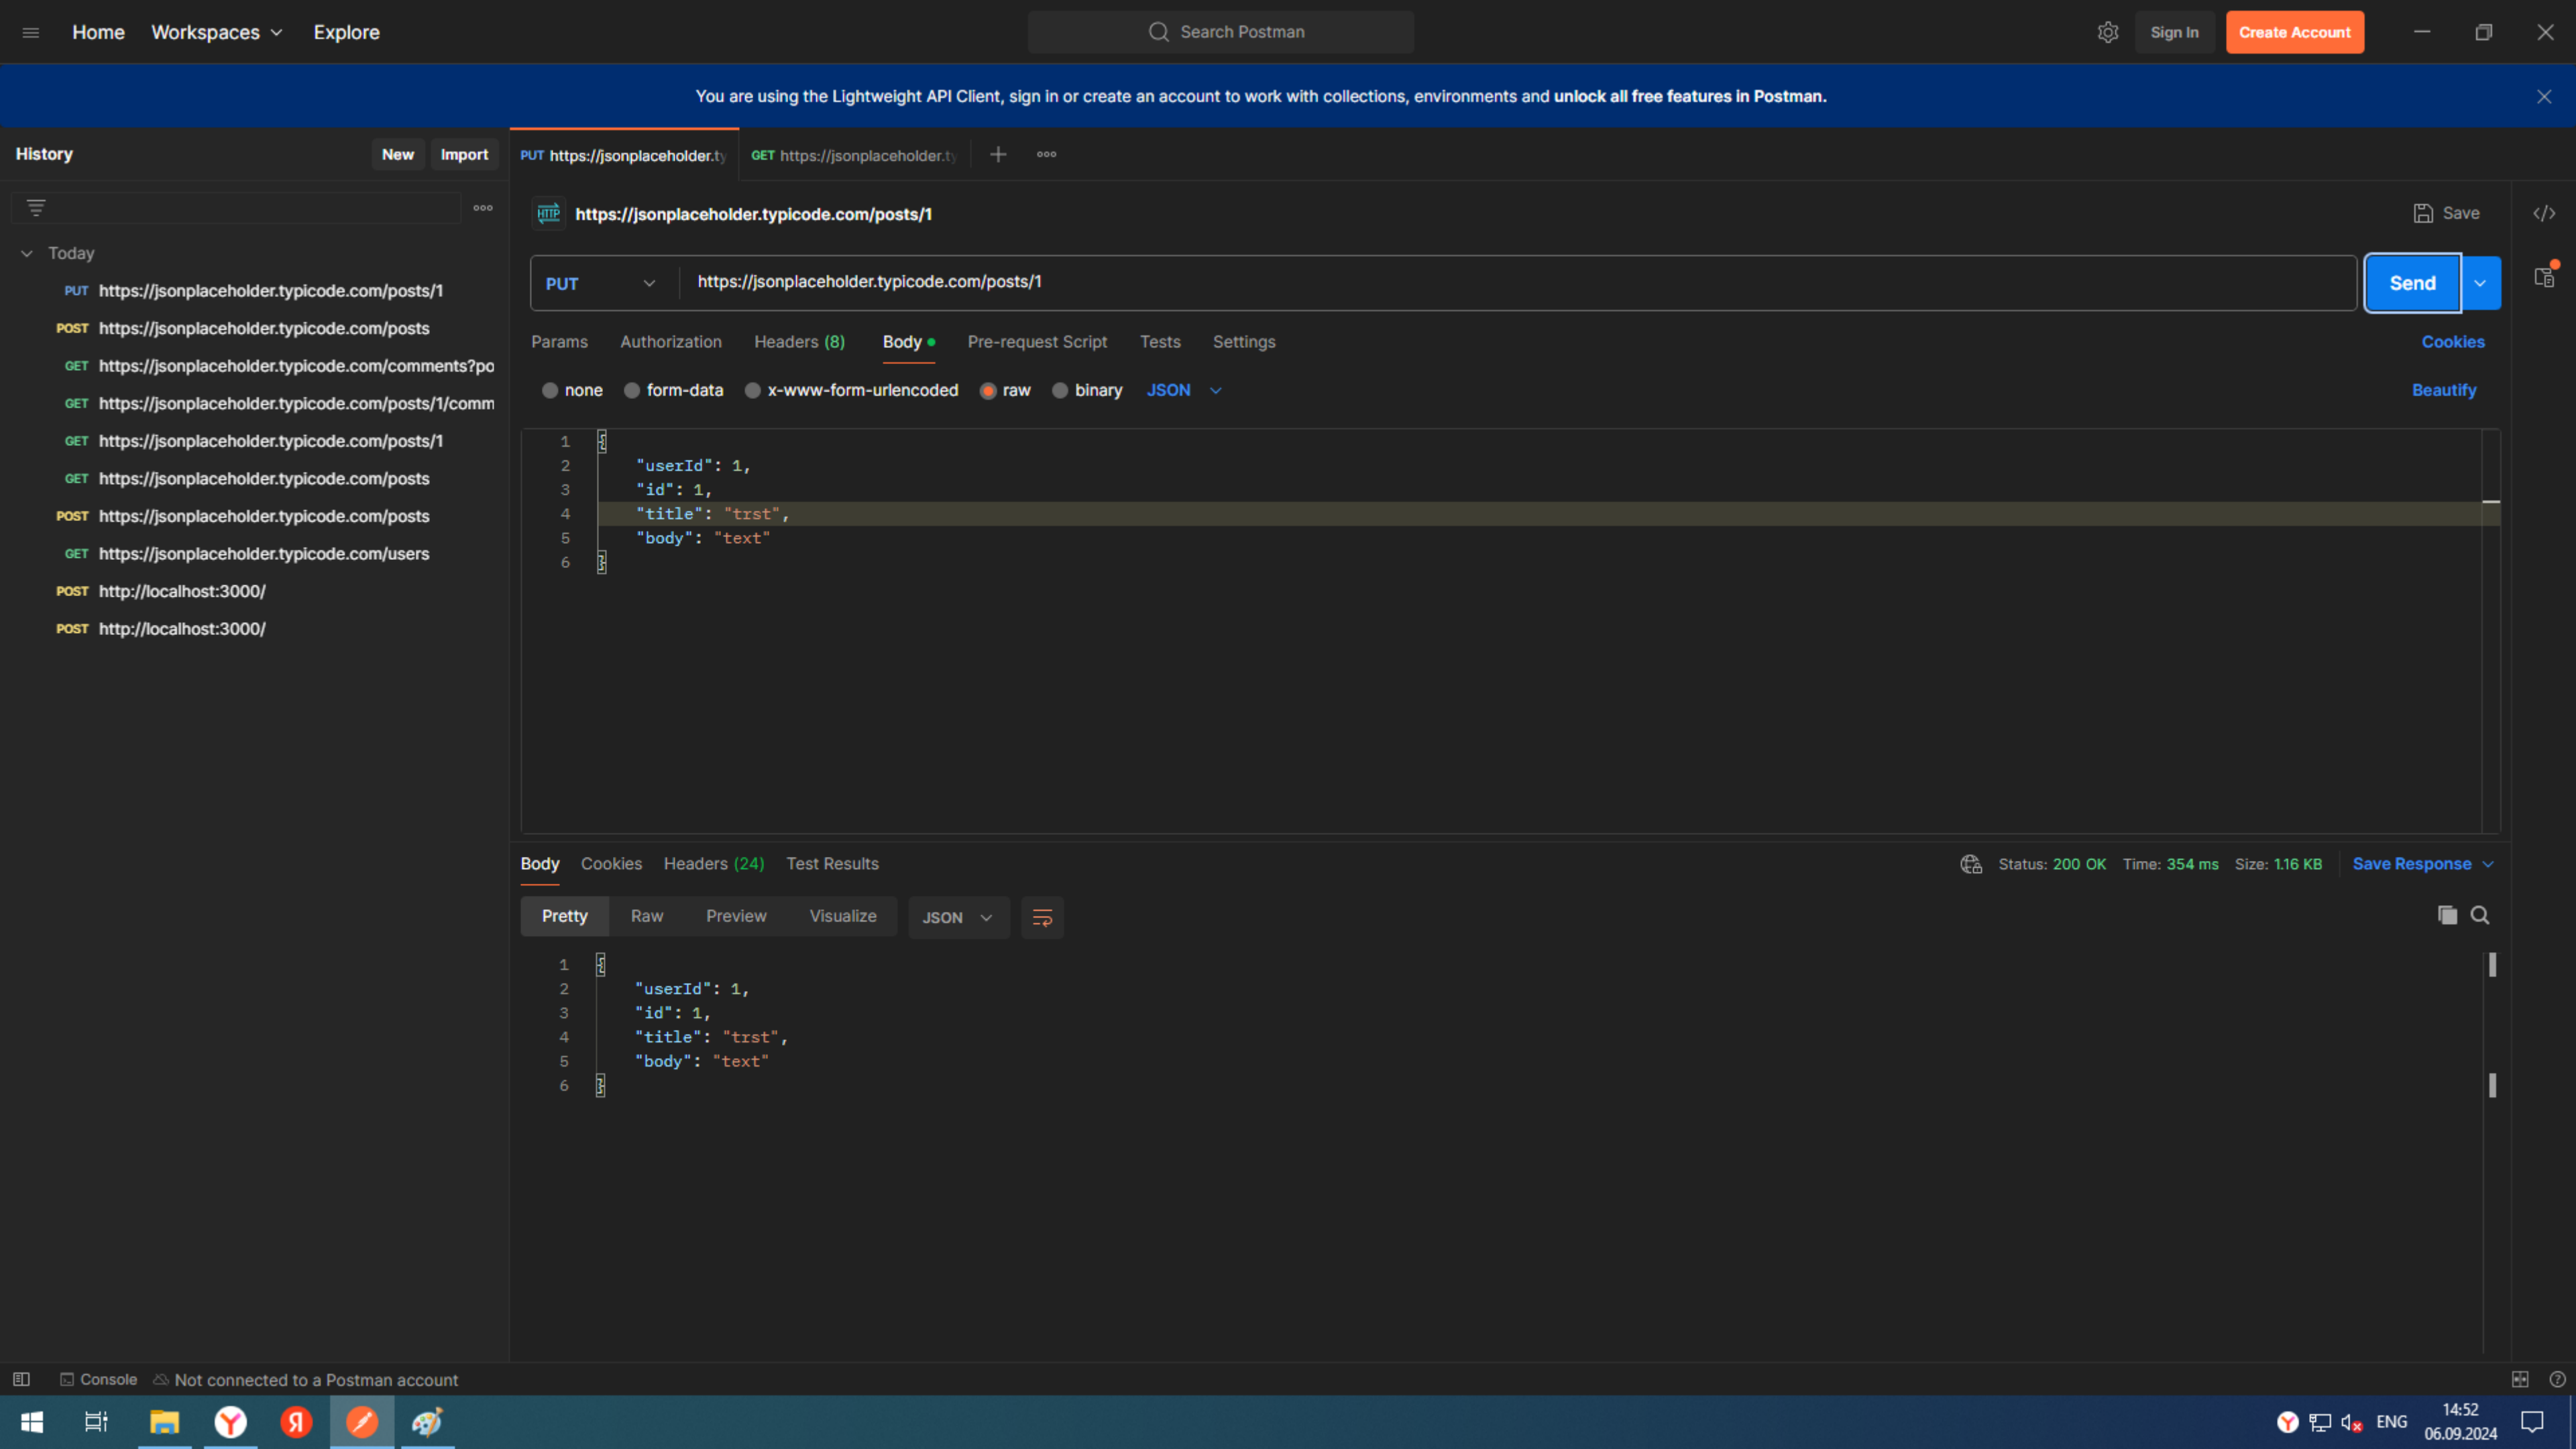 Home Workspaces Explore Search Postman Sign In Create Account
You are using the Lightweight API Client, sign in or create an account to work with collections, environments and unlock all free features in Postman.
History New Import PUT https://jsonplaceholder.ty GET https://jsonplaceholder.ty
HTTP https://jsonplaceholder.typicode.com/posts/1 Save
Today
PUT https://jsonplaceholder.typicode.com/posts/1
POST https://jsonplaceholder.typicode.com/posts
GET https://jsonplaceholder.typicode.com/comments?po
GET https://jsonplaceholder.typicode.com/posts/1/comm
GET https://jsonplaceholder.typicode.com/posts/1
GET https://jsonplaceholder.typicode.com/posts
POST https://jsonplaceholder.typicode.com/posts
GET https://jsonplaceholder.typicode.com/users
POST http://localhost:3000/
POST http://localhost:3000/
PUT https://jsonplaceholder.typicode.com/posts/1 Send
Params Authorization Headers (8) Body Pre-request Script Tests Settings Cookies
none form-data x-www-form-urlencoded raw binary JSON Beautify
1 {
2 "userId": 1,
3 "id": 1,
4 "title": "trst",
5 "body": "text"
6 }
Body Cookies Headers (24) Test Results Status: 200 OK Time: 354 ms Size: 1.16 KB Save Response
Pretty Raw Preview Visualize JSON
1 {
2 "userId": 1,
3 "id": 1,
4 "title": "trst",
5 "body": "text"
6 }
Console Not connected to a Postman account
Я ENG 14:52
06.09.2024